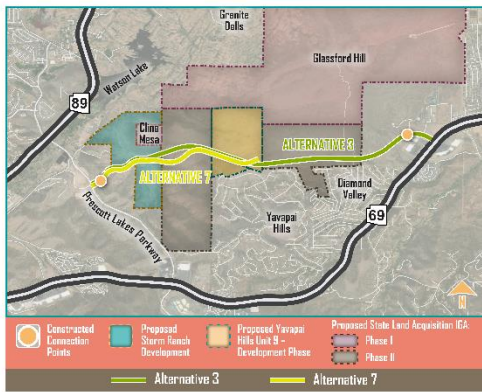 Granite
Dells
Glassford Hill
Watson Lake
89
Cling
Mesa
ALTERNATIVE 3
ALTERNATIVE 7
Diamond
Valley
Prescott Lakes Parkway
Yavapai
Hills
69
N
Constructed
Connection
Points
Proposed
Storm Ranch
Development
Proposed Yavapai
Hills Unit 9 –
Development Phase
Proposed State Land Acquisition IGA:
Phase I
Phase II
Alternative 3
Alternative 7